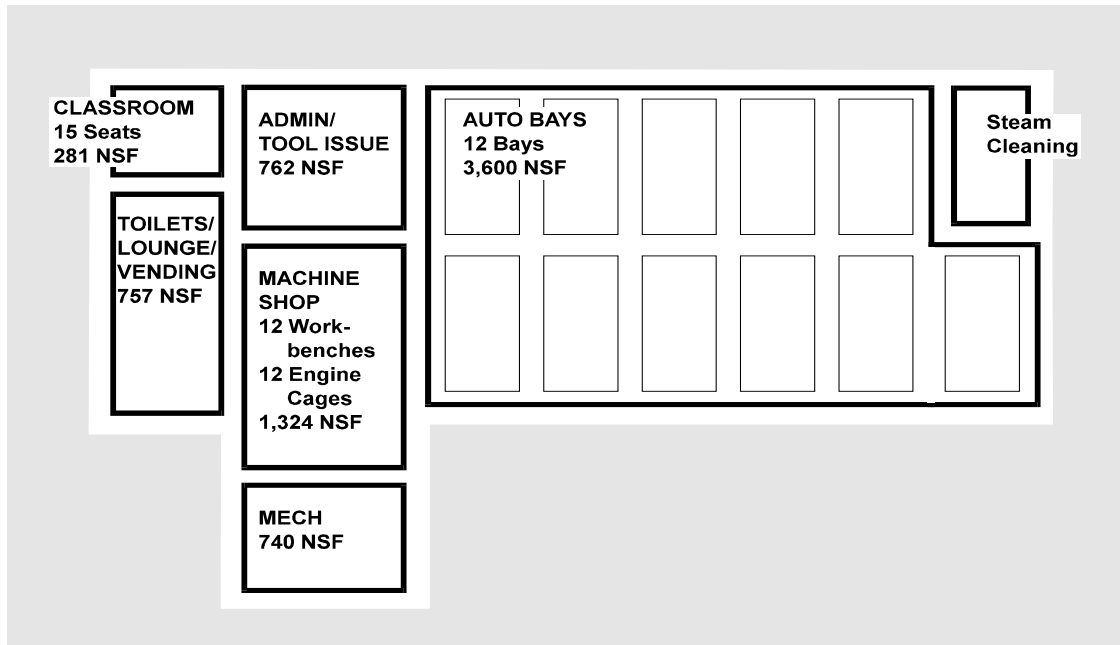 CLASSROOM
15 Seats
281 NSF
ADMIN/
TOOL ISSUE
762 NSF
AUTO BAYS
12 Bays
3,600 NSF
Steam
Cleaning
TOILETS/
LOUNGE/
VENDING
757 NSF
MACHINE
SHOP
12 Work-
benches
12 Engine
Cages
1,324 NSF
MECH
740 NSF